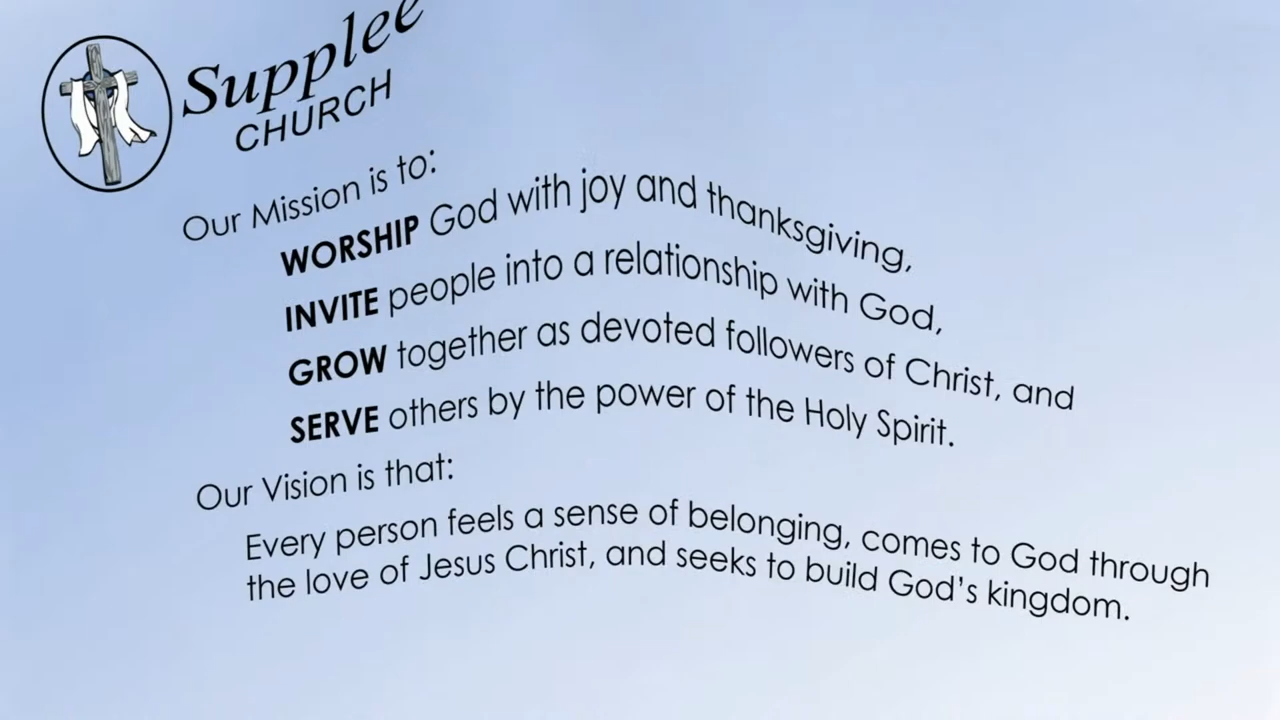 Supplee
CHURCH
Our Mission is to:
WORSHIP God with joy and thanksgiving,
INVITE people into a relationship with God,
GROW together as devoted followers of Christ, and
SERVE others by the power of the Holy Spirit.
Our Vision is that:
Every person feels a sense of belonging, comes to God through
the love of Jesus Christ, and seeks to build God's kingdom.